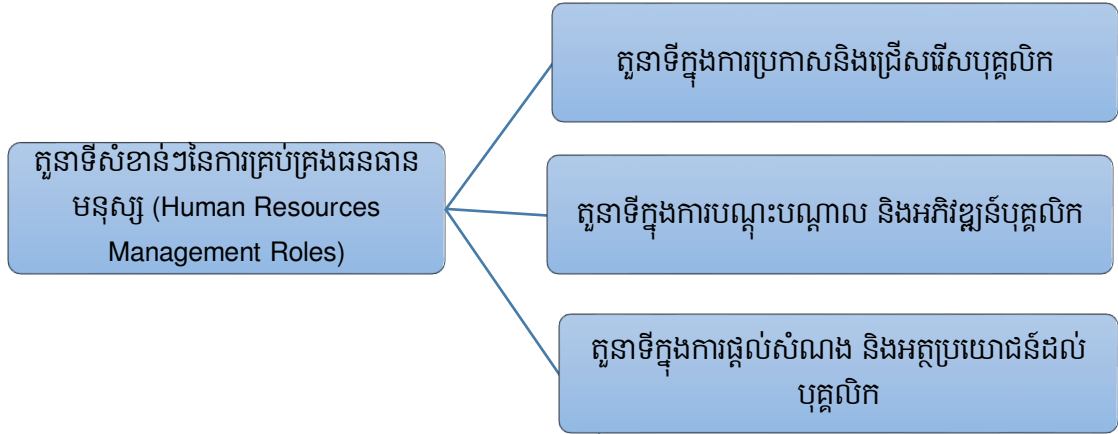 តួនាទីក្នុងការប្រកាសនិងជ្រើសរើសបុគ្គលិក
តួនាទីសំខាន់ៗនៃការគ្រប់គ្រងធនធាន
មនុស្ស (Human Resources
Management Roles)
តួនាទីក្នុងការបណ្តុះបណ្តាល និងអភិវឌ្ឍន៍បុគ្គលិក
តួនាទីក្នុងការផ្តល់សំណង និងអត្ថប្រយោជន៍ដល់
បុគ្គលិក